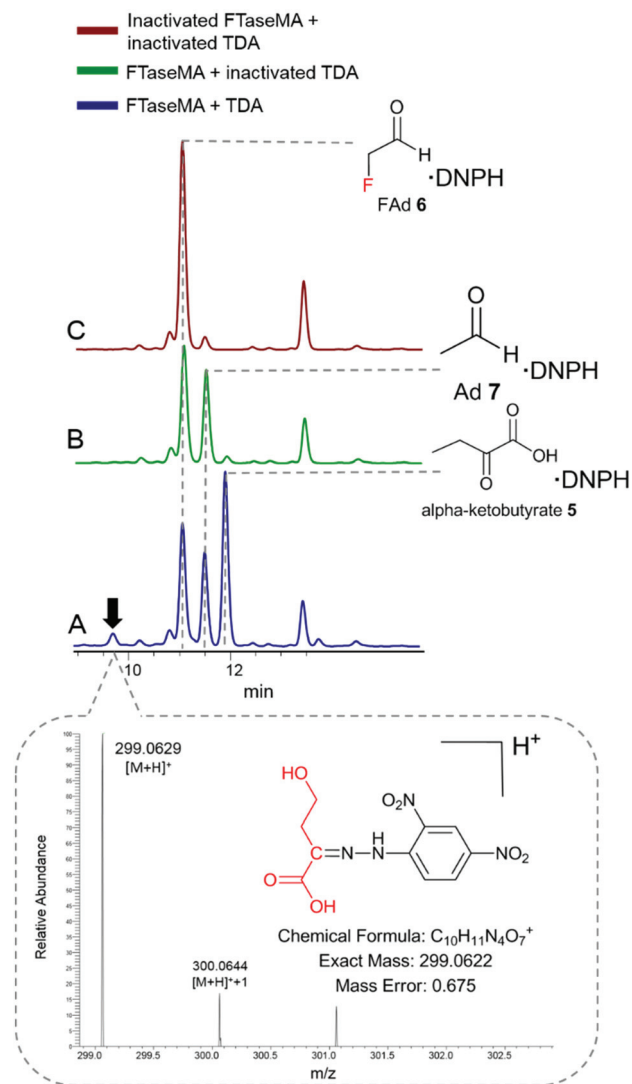 Inactivated FTaseMA +
inactivated TDA
FTaseMA + inactivated TDA
FTaseMA + TDA
O
H
F
·DNPH
FAd 6
C
O
H
·DNPH
Ad 7
B
O
OH
O
·DNPH
alpha-ketobutyrate 5
A
10
12
min
Relative Abundance
100
95
90
85
80
75
70
65
60
55
50
45
40
35
30
25
20
15
10
5
0
299.0629
[M+H]⁺
300.0644
[M+H]⁺+1
H⁺
HO
O₂N
H
C
N
N
NO₂
O
OH
Chemical Formula: C₁₀H₁₁N₄O₇⁺
Exact Mass: 299.0622
Mass Error: 0.675
299.0
299.5
300.0
300.5
301.0
301.5
302.0
302.5
m/z